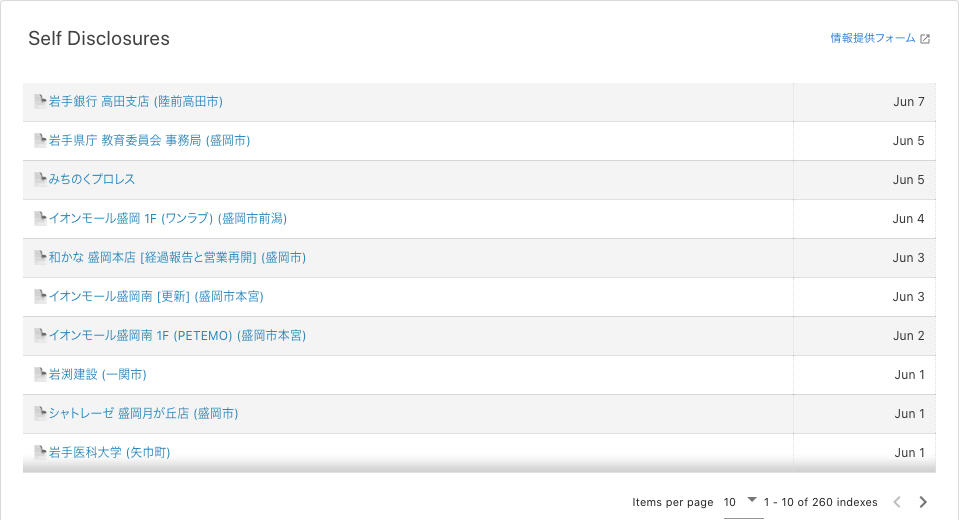 Self Disclosures
情報提供フォーム
岩手銀行 高田支店 (陸前高田市) Jun 7
岩手県庁 教育委員会 事務局 (盛岡市) Jun 5
みちのくプロレス Jun 5
イオンモール盛岡 1F (ワンラブ) (盛岡市前潟) Jun 4
和かな 盛岡本店 [経過報告と営業再開] (盛岡市) Jun 3
イオンモール盛岡南 [更新] (盛岡市本宮) Jun 3
イオンモール盛岡南 1F (PETEMO) (盛岡市本宮) Jun 2
岩渕建設 (一関市) Jun 1
シャトレーゼ 盛岡月が丘店 (盛岡市) Jun 1
岩手医科大学 (矢巾町) Jun 1
Items per page 10 1 - 10 of 260 indexes